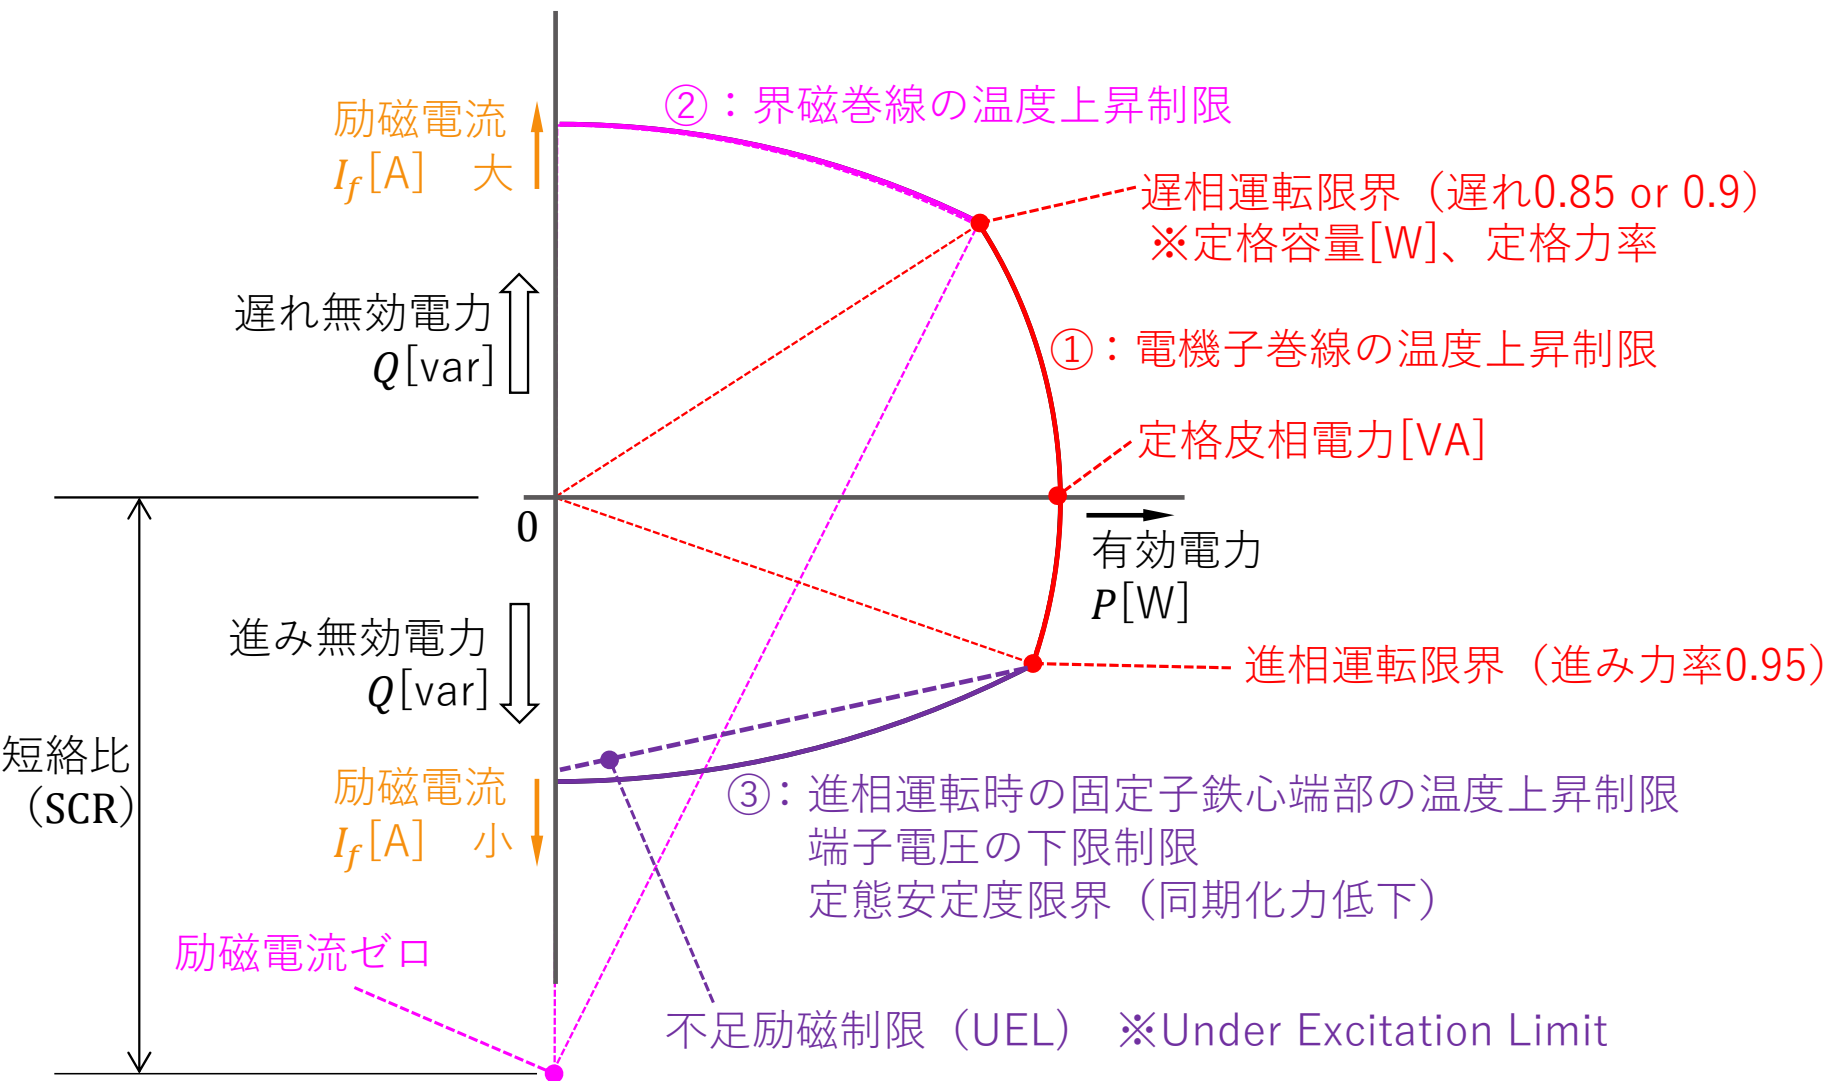 ②：界磁巻線の温度上昇制限
励磁電流
If[A]　大
遅相運転限界（遅れ0.85 or 0.9）
※定格容量[W]、定格力率
遅れ無効電力
Q[var]
①：電機子巻線の温度上昇制限
定格皮相電力[VA]
0
有効電力
P[W]
進み無効電力
Q[var]
進相運転限界（進み力率0.95）
短絡比
（SCR）
励磁電流
If[A]　小
③：進相運転時の固定子鉄心端部の温度上昇制限
端子電圧の下限制限
定態安定度限界（同期化力低下）
励磁電流ゼロ
不足励磁制限（UEL）　※Under Excitation Limit